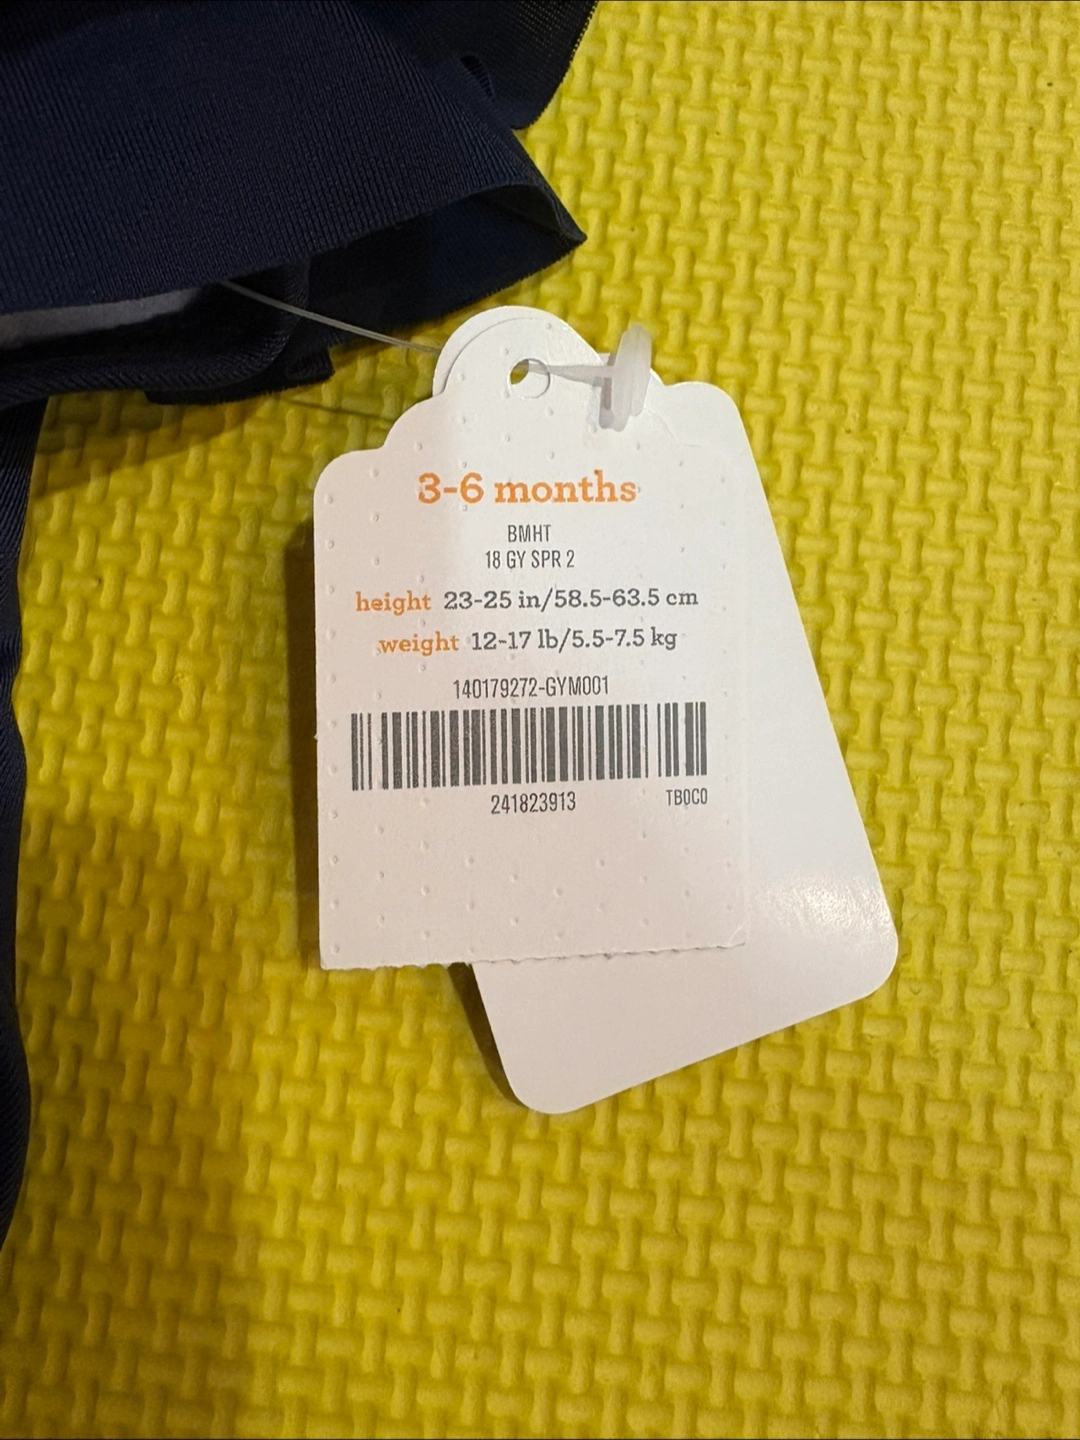 3-6 months
BMHT
18 GY SPR 2
height 23-25 in/58.5-63.5 cm
weight 12-17 lb/5.5-7.5 kg
140179272-GYM001
241823913 TBOCO